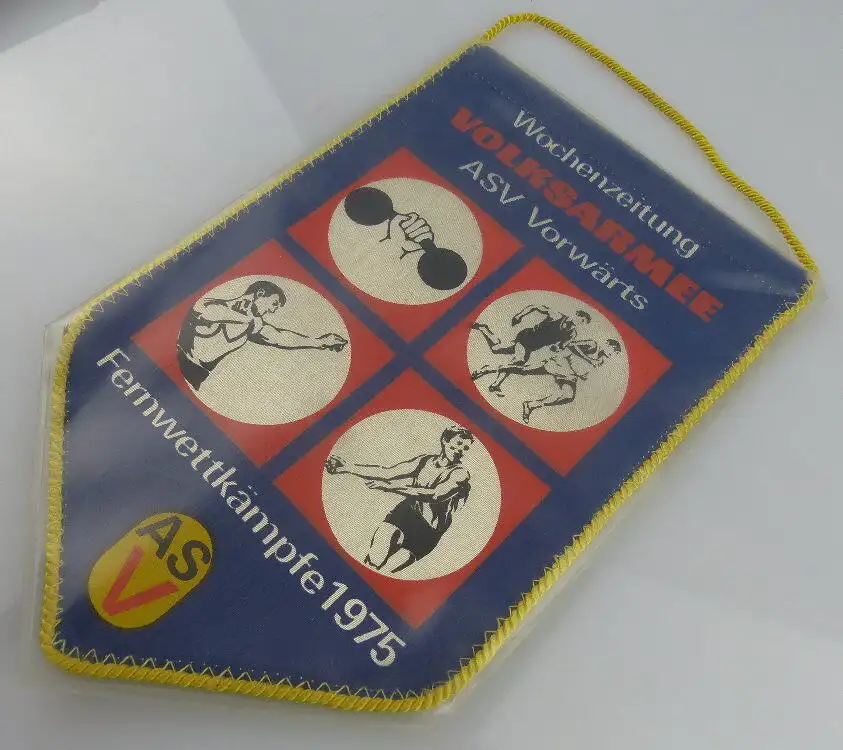 Wochenzeitung
VOLKSARMEE
ASV Vorwärts
Fernwettkämpfe 1975
ASV